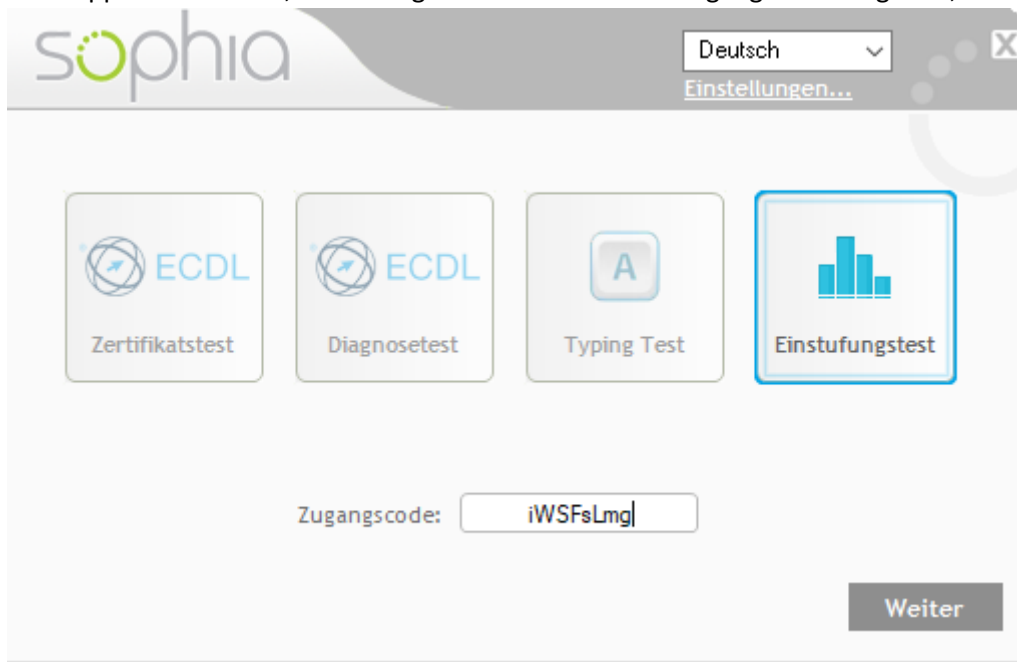 sophia
Deutsch
Einstellungen...
X
ECDL
Zertifikatstest
ECDL
Diagnosetest
A
Typing Test
Einstufungstest
Zugangscode: iWSFsLmg
Weiter